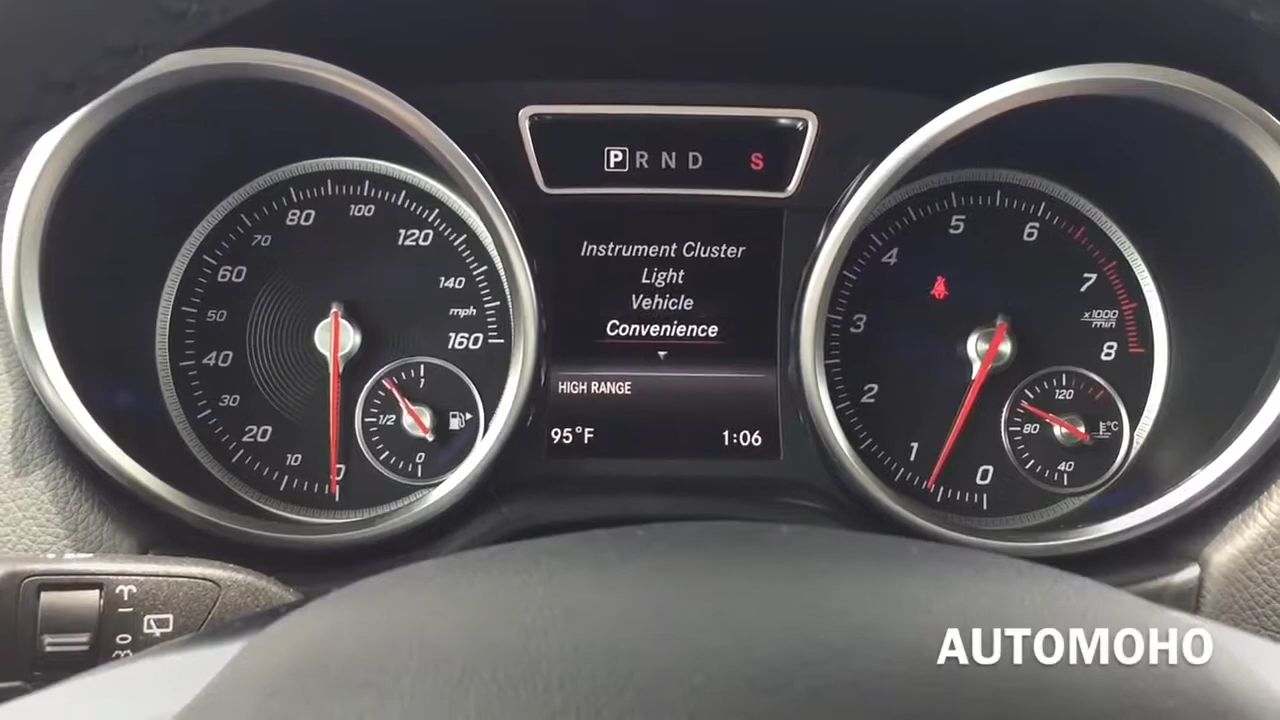 P R N D S
Instrument Cluster
Light
Vehicle
Convenience
HIGH RANGE
95°F 1:06
0
10
20
30
40
50
60
70
80
100
120
140
mph
160
1
1/2
0
0
1
2
3
4
5
6
7
x1000
min
8
120
80
°C
40
AUTOMOHO